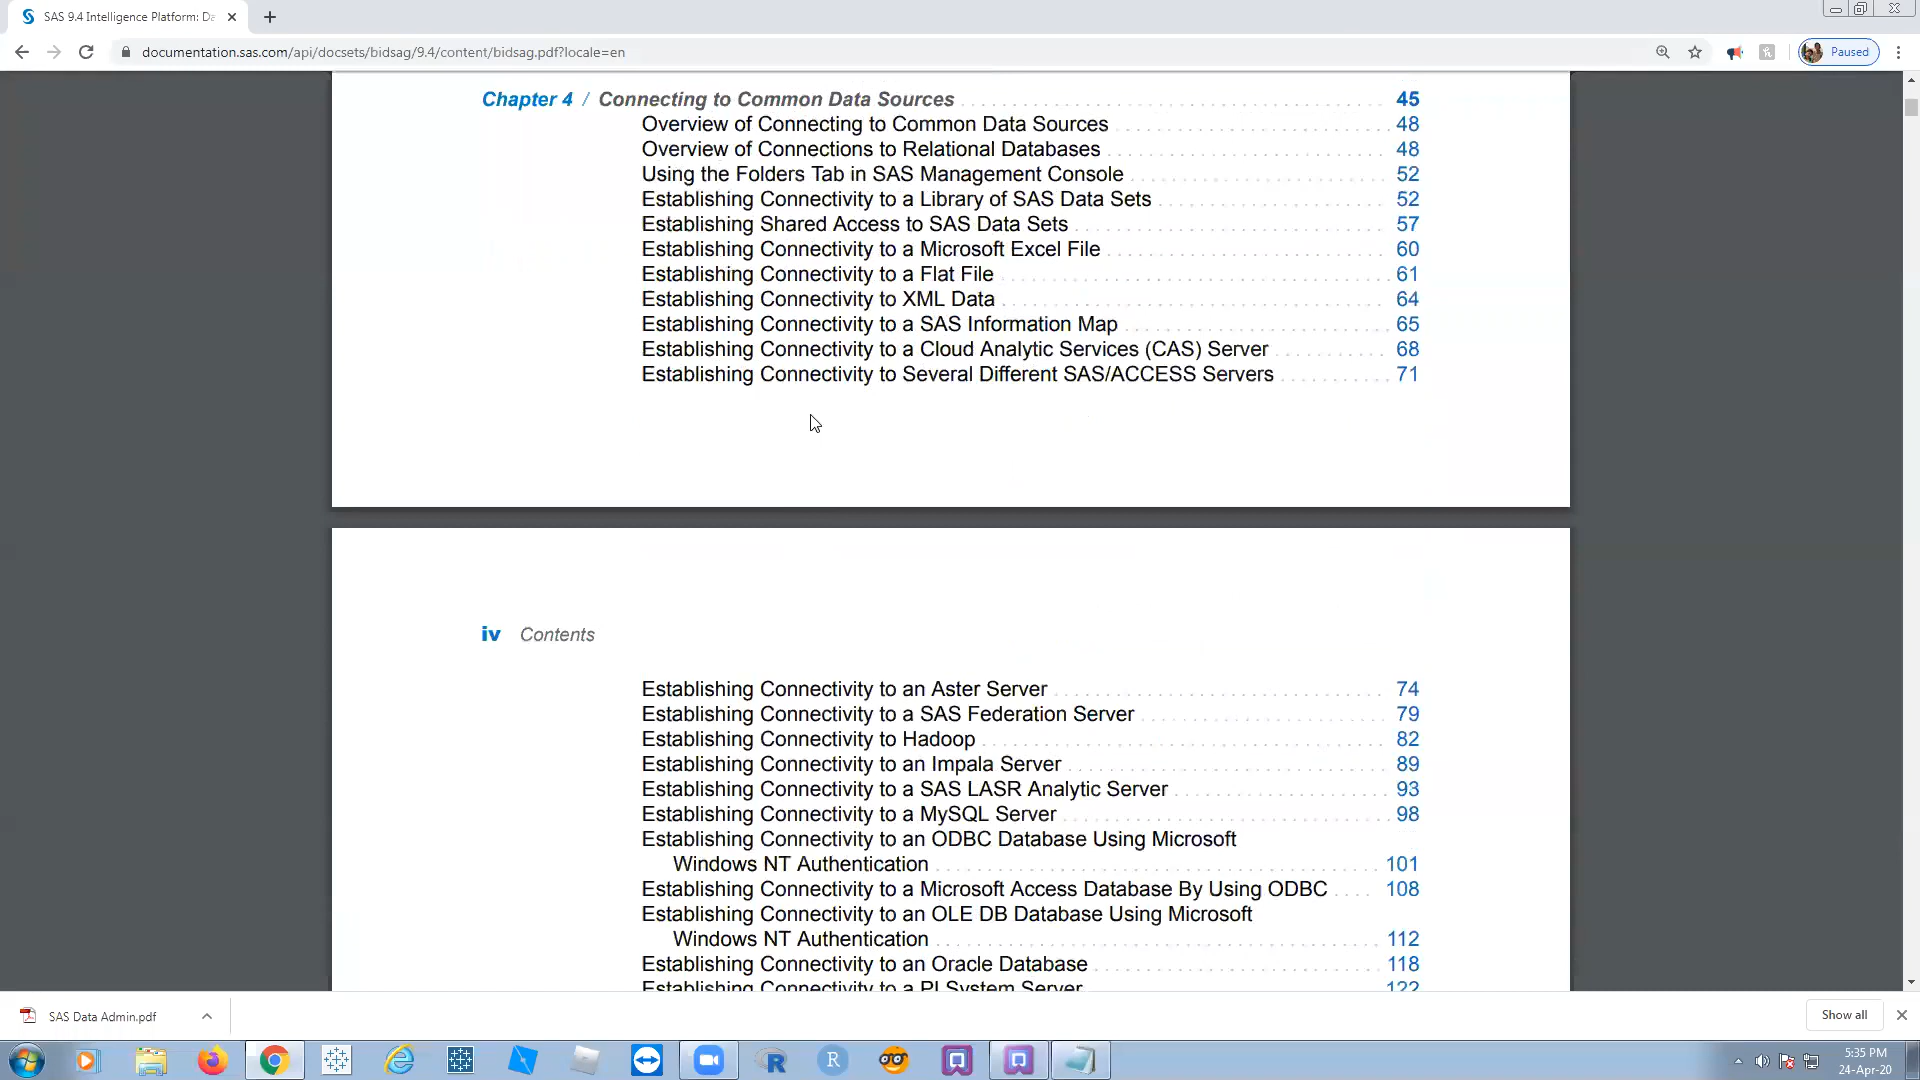 SAS 9.4 Intelligence Platform: Da
documentation.sas.com/api/docsets/bidsag/9.4/content/bidsag.pdf?locale=en
Paused
Chapter 4 / Connecting to Common Data Sources 45
Overview of Connecting to Common Data Sources 48
Overview of Connections to Relational Databases 48
Using the Folders Tab in SAS Management Console 52
Establishing Connectivity to a Library of SAS Data Sets 52
Establishing Shared Access to SAS Data Sets 57
Establishing Connectivity to a Microsoft Excel File 60
Establishing Connectivity to a Flat File 61
Establishing Connectivity to XML Data 64
Establishing Connectivity to a SAS Information Map 65
Establishing Connectivity to a Cloud Analytic Services (CAS) Server 68
Establishing Connectivity to Several Different SAS/ACCESS Servers 71
iv Contents
Establishing Connectivity to an Aster Server 74
Establishing Connectivity to a SAS Federation Server 79
Establishing Connectivity to Hadoop 82
Establishing Connectivity to an Impala Server 89
Establishing Connectivity to a SAS LASR Analytic Server 93
Establishing Connectivity to a MySQL Server 98
Establishing Connectivity to an ODBC Database Using Microsoft
Windows NT Authentication 101
Establishing Connectivity to a Microsoft Access Database By Using ODBC 108
Establishing Connectivity to an OLE DB Database Using Microsoft
Windows NT Authentication 112
Establishing Connectivity to an Oracle Database 118
Establishing Connectivity to a PI System Server 122
SAS Data Admin.pdf
Show all
R
R
5:35 PM
24-Apr-20